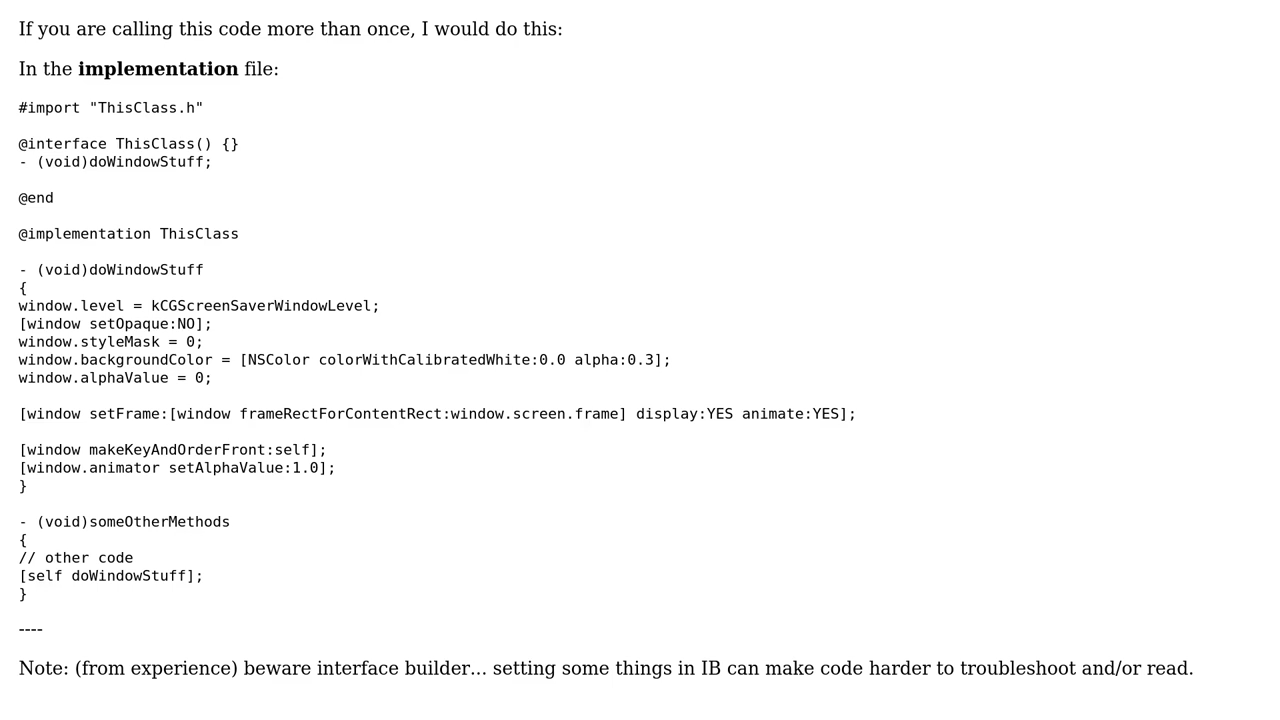 If you are calling this code more than once, I would do this:
In the implementation file:
#import "ThisClass.h"
@interface ThisClass() {}
- (void)doWindowStuff;
@end
@implementation ThisClass
- (void)doWindowStuff
{
window.level = kCGScreenSaverWindowLevel;
[window setOpaque:NO];
window.styleMask = 0;
window.backgroundColor = [NSColor colorWithCalibratedWhite:0.0 alpha:0.3];
window.alphaValue = 0;
[window setFrame:[window frameRectForContentRect:window.screen.frame] display:YES animate:YES];
[window makeKeyAndOrderFront:self];
[window.animator setAlphaValue:1.0];
}
- (void)someOtherMethods
{
// other code
[self doWindowStuff];
}
----
Note: (from experience) beware interface builder... setting some things in IB can make code harder to troubleshoot and/or read.